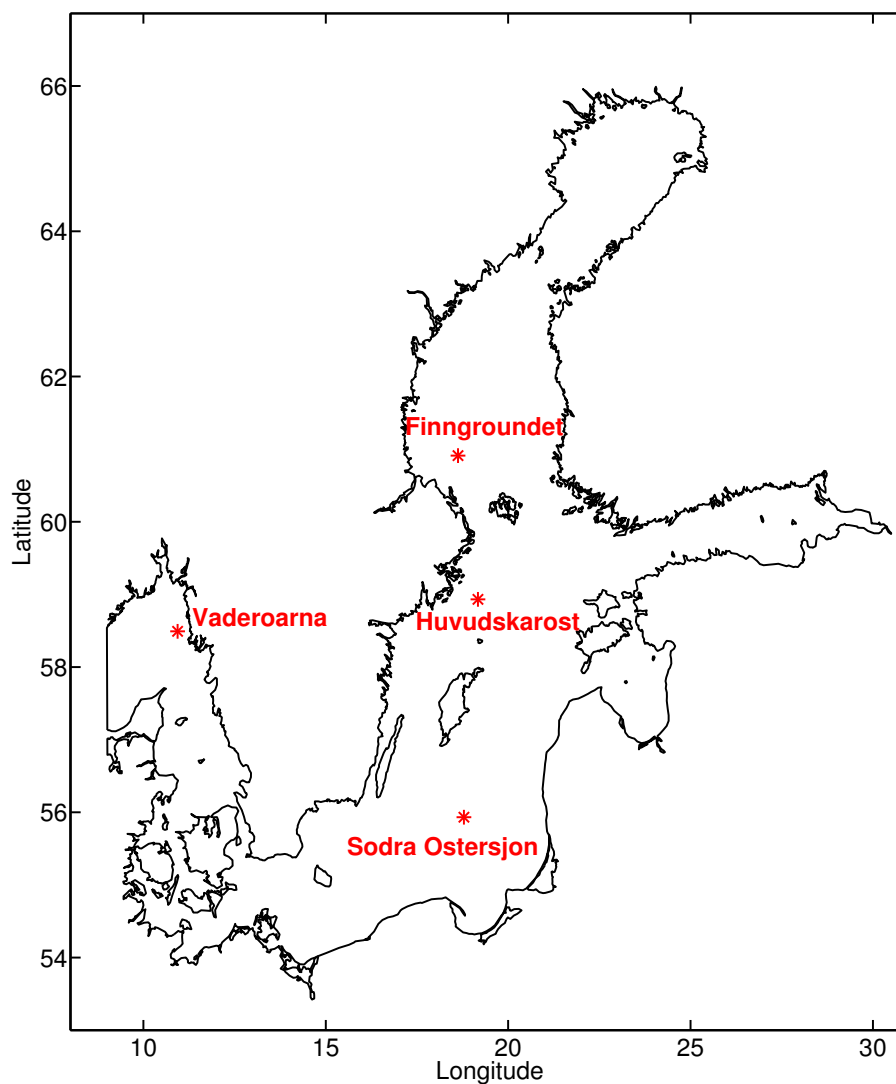 66
64
62
60
58
56
54
Latitude
Finngroundet
Vaderoarna
Huvudskarost
Sodra Ostersjon
10
15
20
25
30
Longitude